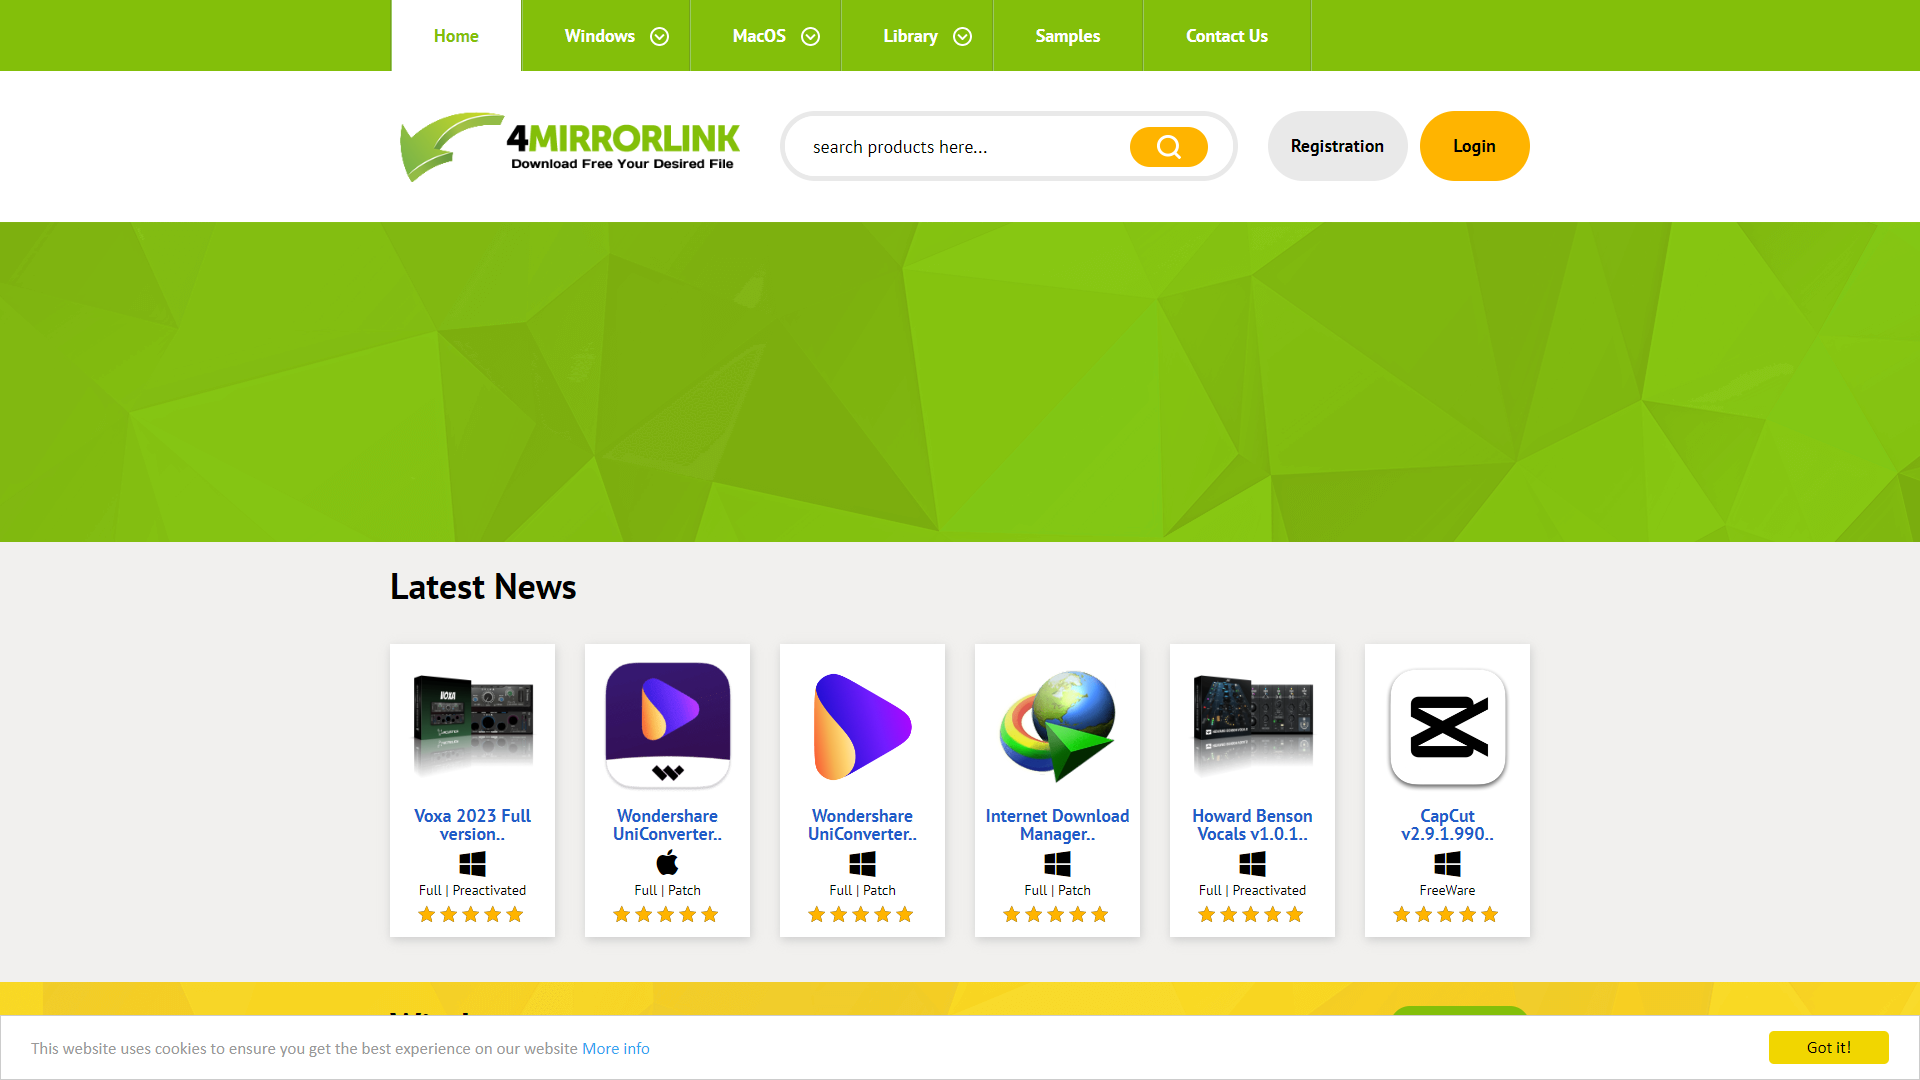 Home
Windows
MacOS
Library
Samples
Contact Us
4MIRRORLINK
Download Free Your Desired File
search products here...
Registration
Login
Latest News
VOXA
Voxa 2023 Full
version..
Full | Preactivated
Wondershare
UniConverter..
Full | Patch
Wondershare
UniConverter..
Full | Patch
Internet Download
Manager..
Full | Patch
Howard Benson
Vocals v1.0.1..
Full | Preactivated
CapCut
v2.9.1.990..
FreeWare
This website uses cookies to ensure you get the best experience on our website More info
Got it!